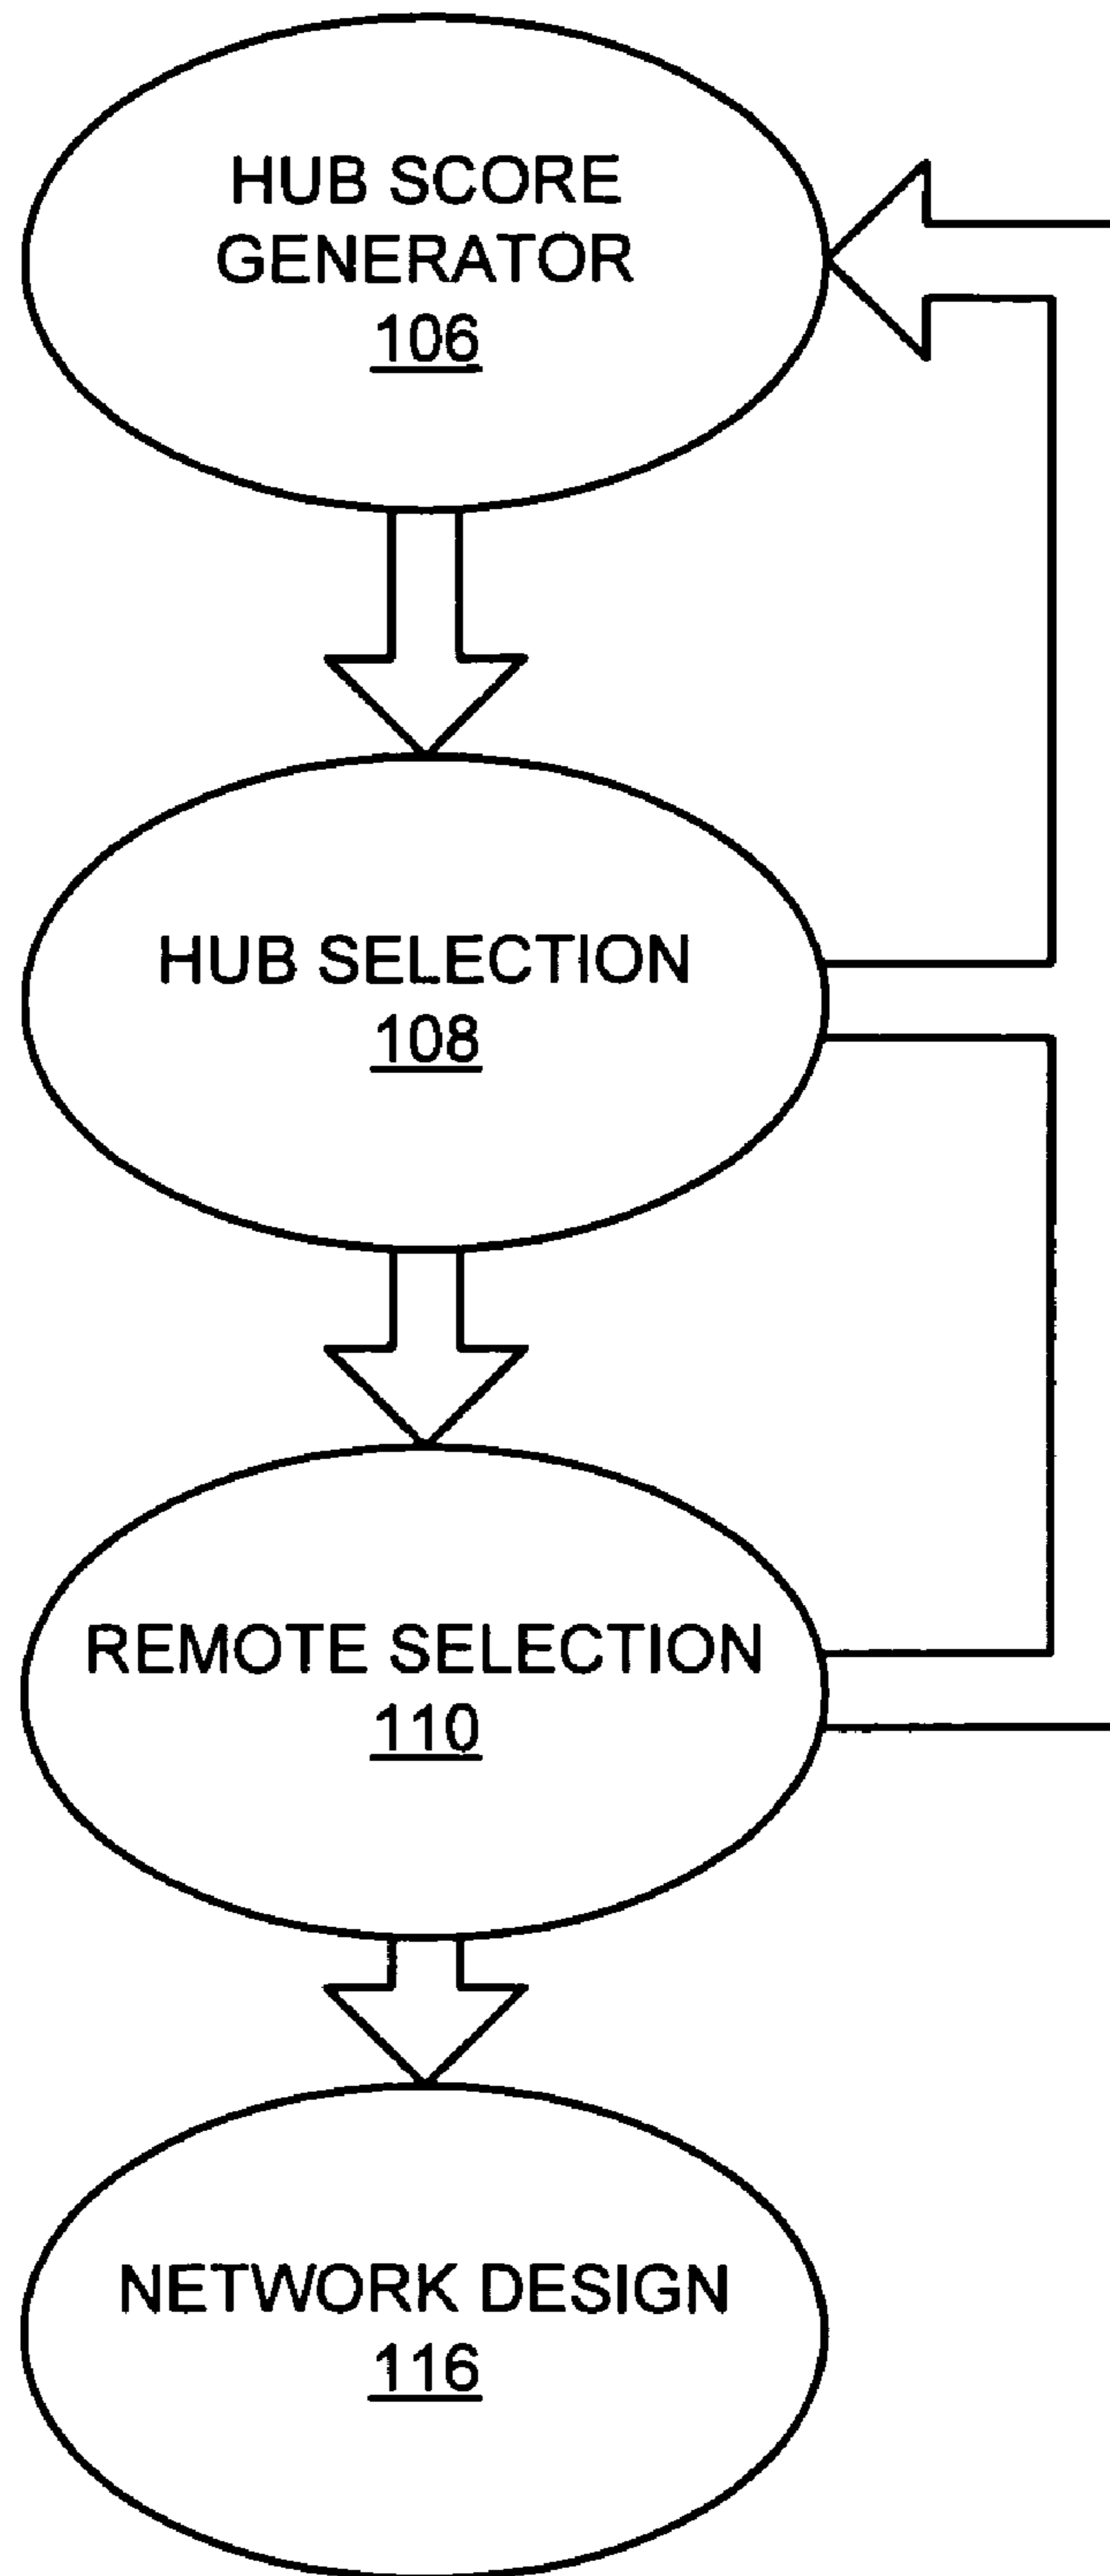 HUB SCORE
GENERATOR
106
HUB SELECTION
108
REMOTE SELECTION
110
NETWORK DESIGN
116